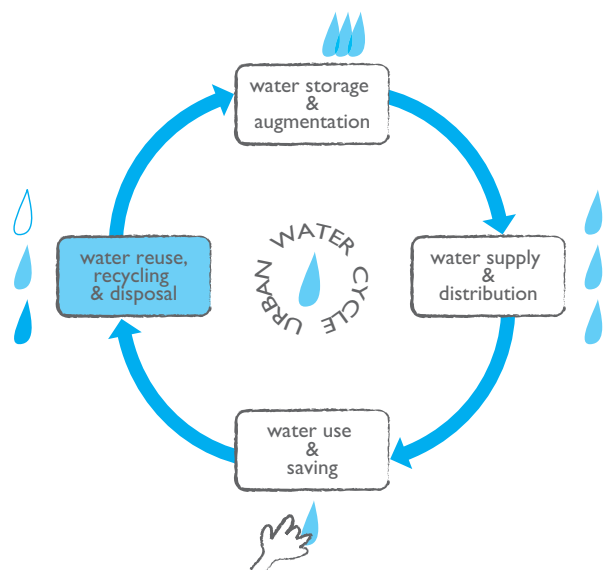 water storage
&
augmentation
water supply
&
distribution
water use
&
saving
water reuse,
recycling
& disposal
URBAN WATER CYCLE